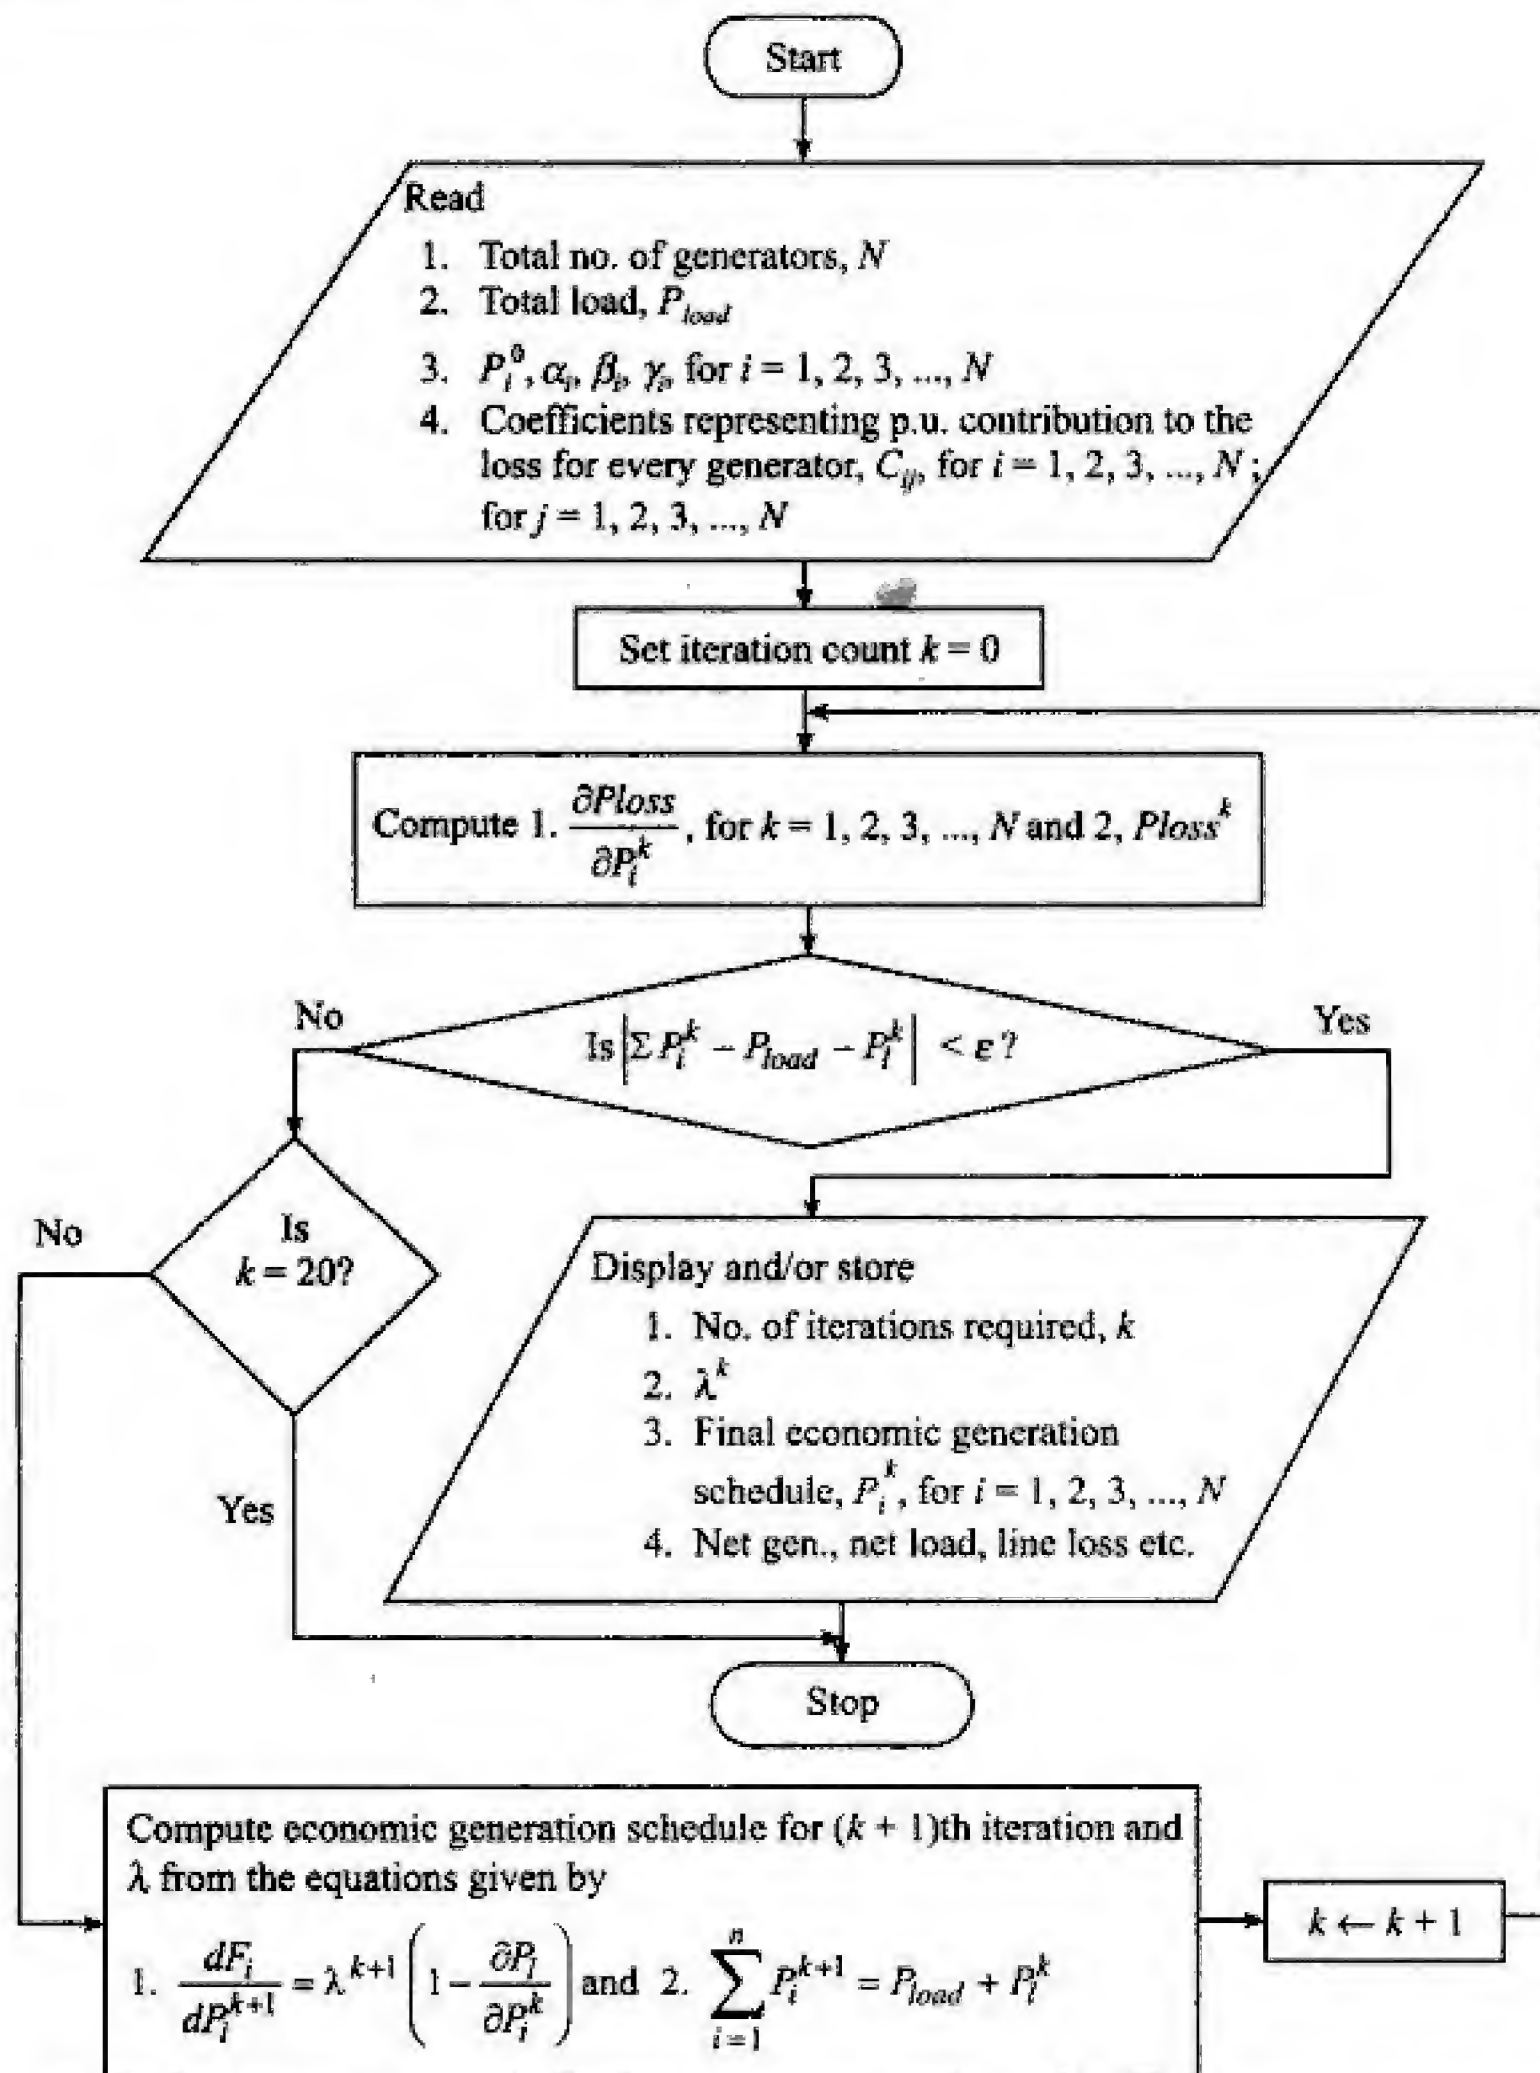 Start
Read
1. Total no. of generators, N
2. Total load, P_load
3. P_i^0, α_i, β_i, γ_i, for i = 1, 2, 3, ..., N
4. Coefficients representing p.u. contribution to the
loss for every generator, C_ij, for i = 1, 2, 3, ..., N ;
for j = 1, 2, 3, ..., N
Set iteration count k = 0
Compute 1. ∂Ploss/∂P_i^k, for k = 1, 2, 3, ..., N and 2, Ploss^k
No
Is |Σ P_i^k – P_load – P_l^k| < ε ?
Yes
No
Is
k = 20?
Yes
Display and/or store
1. No. of iterations required, k
2. λ^k
3. Final economic generation
schedule, P_i^k, for i = 1, 2, 3, ..., N
4. Net gen., net load, line loss etc.
Stop
Compute economic generation schedule for (k + 1)th iteration and
λ from the equations given by
1. dF_i/dP_i^{k+1} = λ^{k+1} (1 – ∂P_l/∂P_i^k) and 2. Σ_{i=1}^{n} P_i^{k+1} = P_load + P_l^k
k ← k + 1